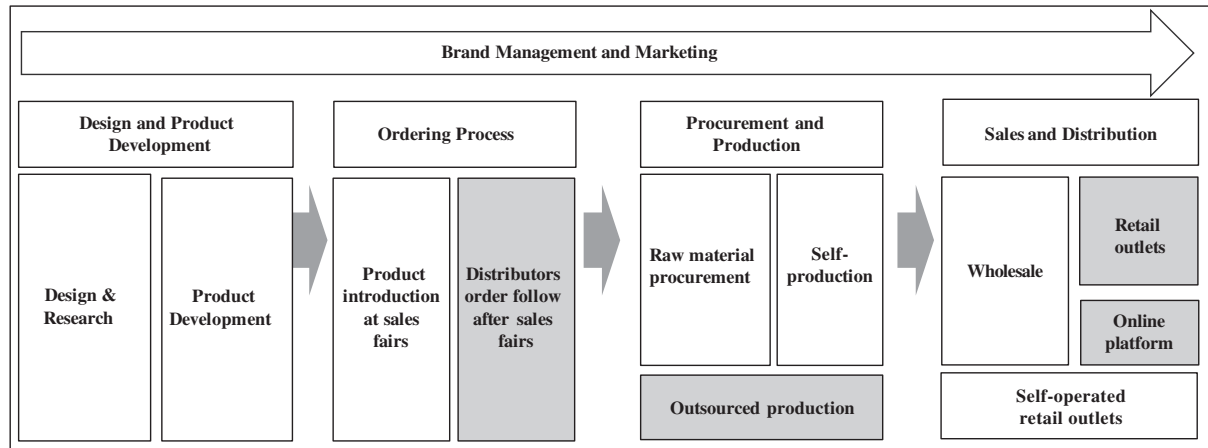 Brand Management and Marketing
Design and Product
Development
Ordering Process
Procurement and
Production
Sales and Distribution
Design &
Research
Product
Development
Product
introduction
at sales
fairs
Distributors
order follow
after sales
fairs
Raw material
procurement
Self-
production
Outsourced production
Wholesale
Retail
outlets
Online
platform
Self-operated
retail outlets